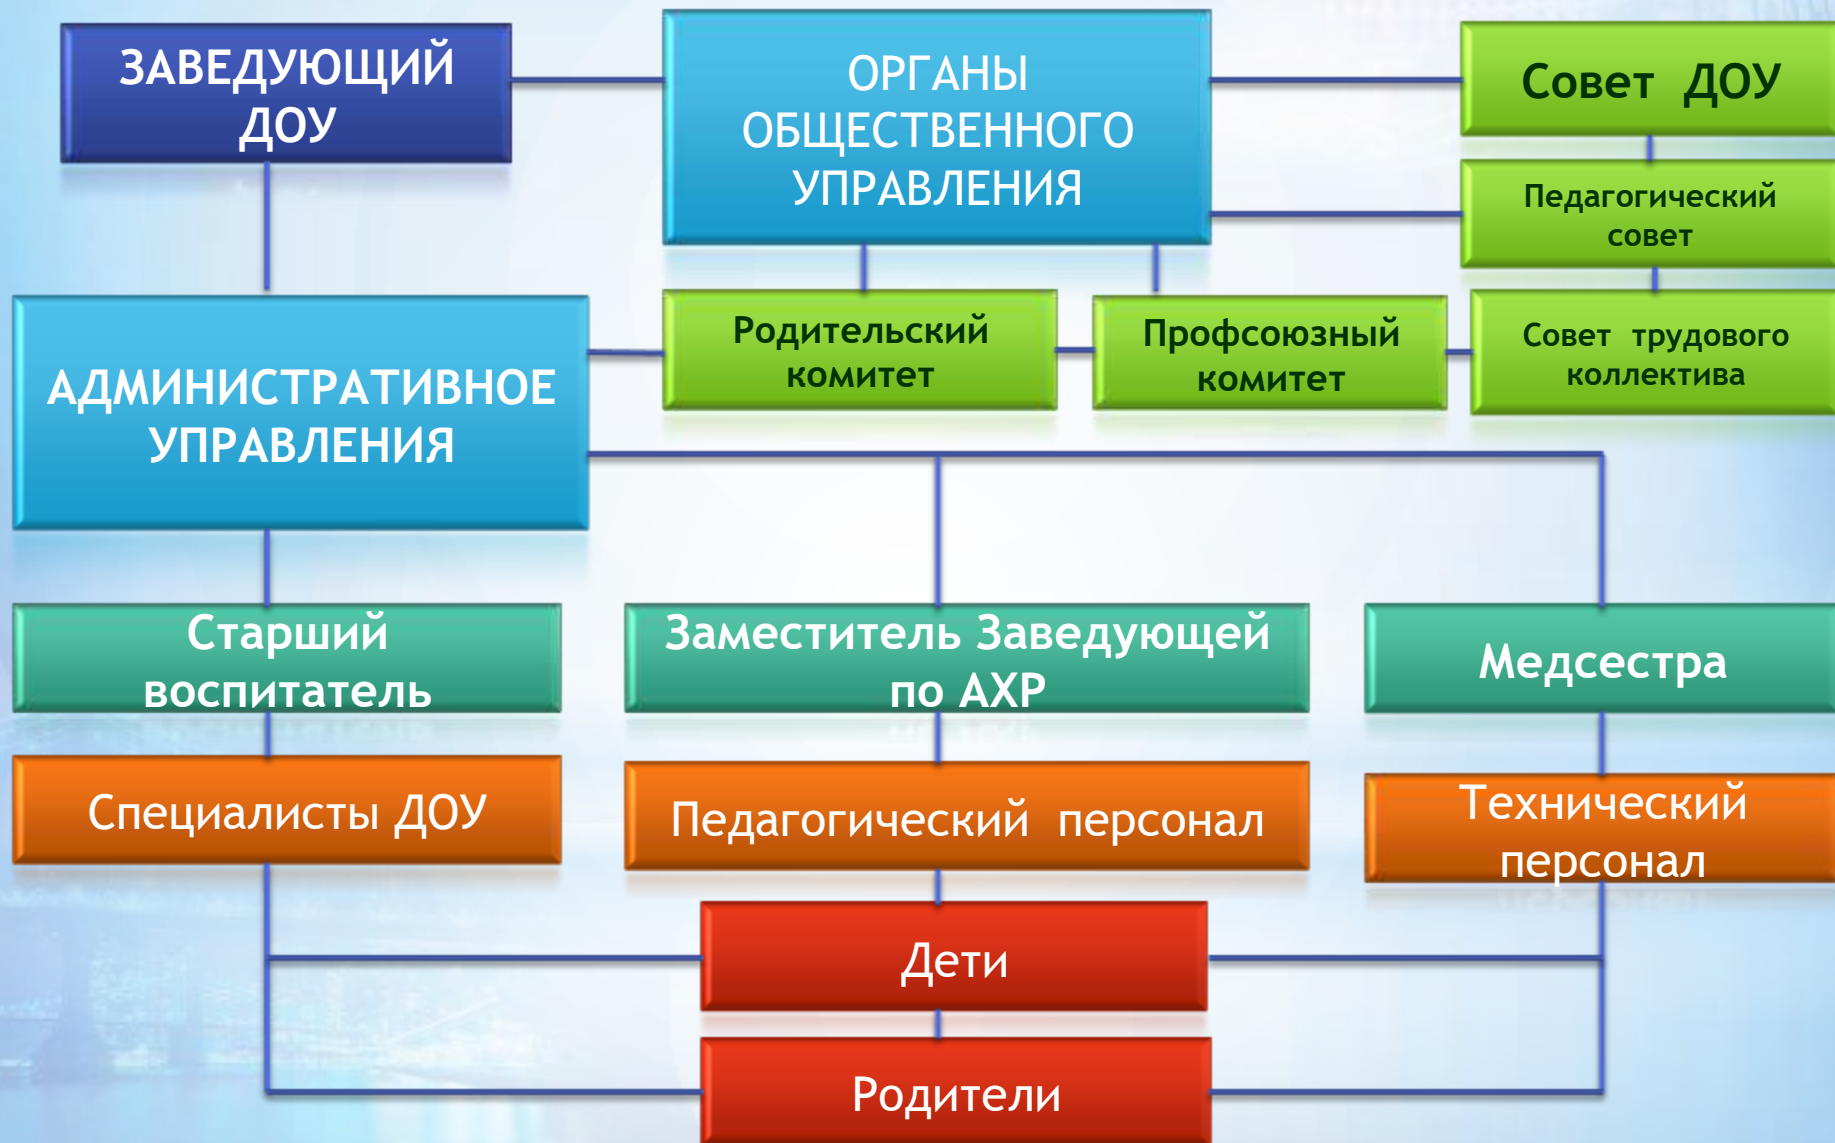 ЗАВЕДУЮЩИЙ
ДОУ
ОРГАНЫ
ОБЩЕСТВЕННОГО
УПРАВЛЕНИЯ
Совет ДОУ
Педагогический
совет
Родительский
комитет
Профсоюзный
комитет
Совет трудового
коллектива
АДМИНИСТРАТИВНОЕ
УПРАВЛЕНИЯ
Старший
воспитатель
Заместитель Заведующей
по АХР
Медсестра
Специалисты ДОУ
Педагогический персонал
Технический
персонал
Дети
Родители